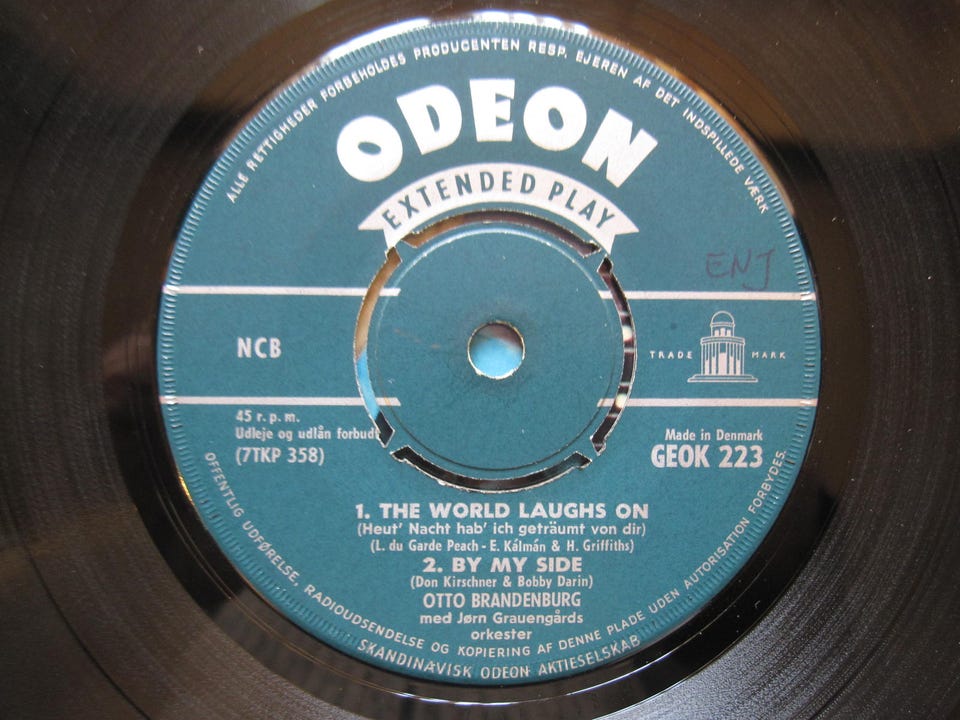 ALLE RETTIGHEDER FORBEHOLDES PRODUCENTEN RESP. EJEREN AF DET INDSPILLEDE VÆRK
ODEON
EXTENDED PLAY
ENJ
NCB
TRADE MARK
45 r.p.m.
Udleje og udlån forbudt
(7TKP 358)
Made in Denmark
GEOK 223
1. THE WORLD LAUGHS ON
(Heut' Nacht hab' ich geträumt von dir)
(L. du Garde Peach - E. Kálmán & H. Griffiths)
2. BY MY SIDE
(Don Kirschner & Bobby Darin)
OTTO BRANDENBURG
med Jørn Grauengårds
orkester
OFFENTLIG UDFØRELSE, RADIOUDSENDELSE OG KOPIERING AF DENNE PLADE UDEN AUTORISATION FORBYDES.
SKANDINAVISK ODEON AKTIESELSKAB